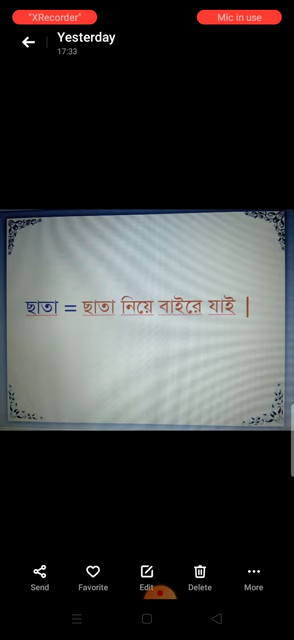 "XRecorder"
Mic in use
Yesterday
17:33
ছাতা = ছাতা নিয়ে বাইরে যাই |
Send
Favorite
Edit
Delete
More